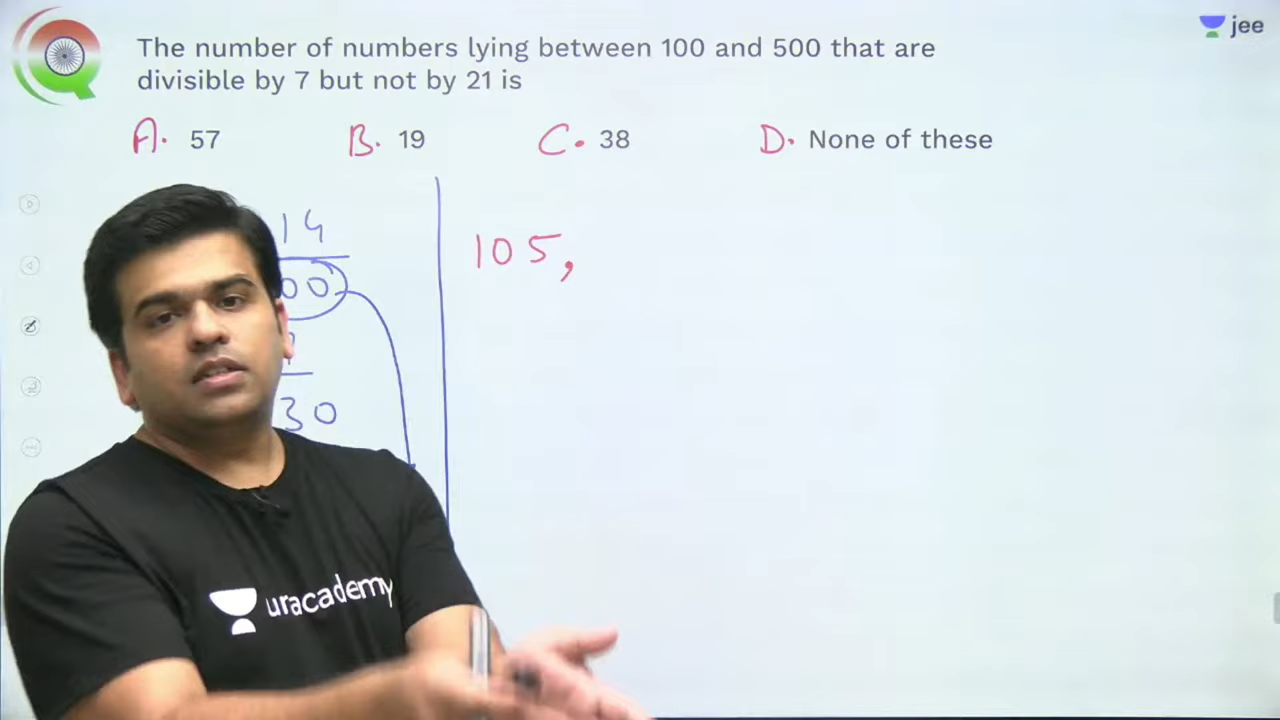 jee
The number of numbers lying between 100 and 500 that are
divisible by 7 but not by 21 is
A. 57 B. 19 C. 38 D. None of these
14
105,
00
30
uracademy